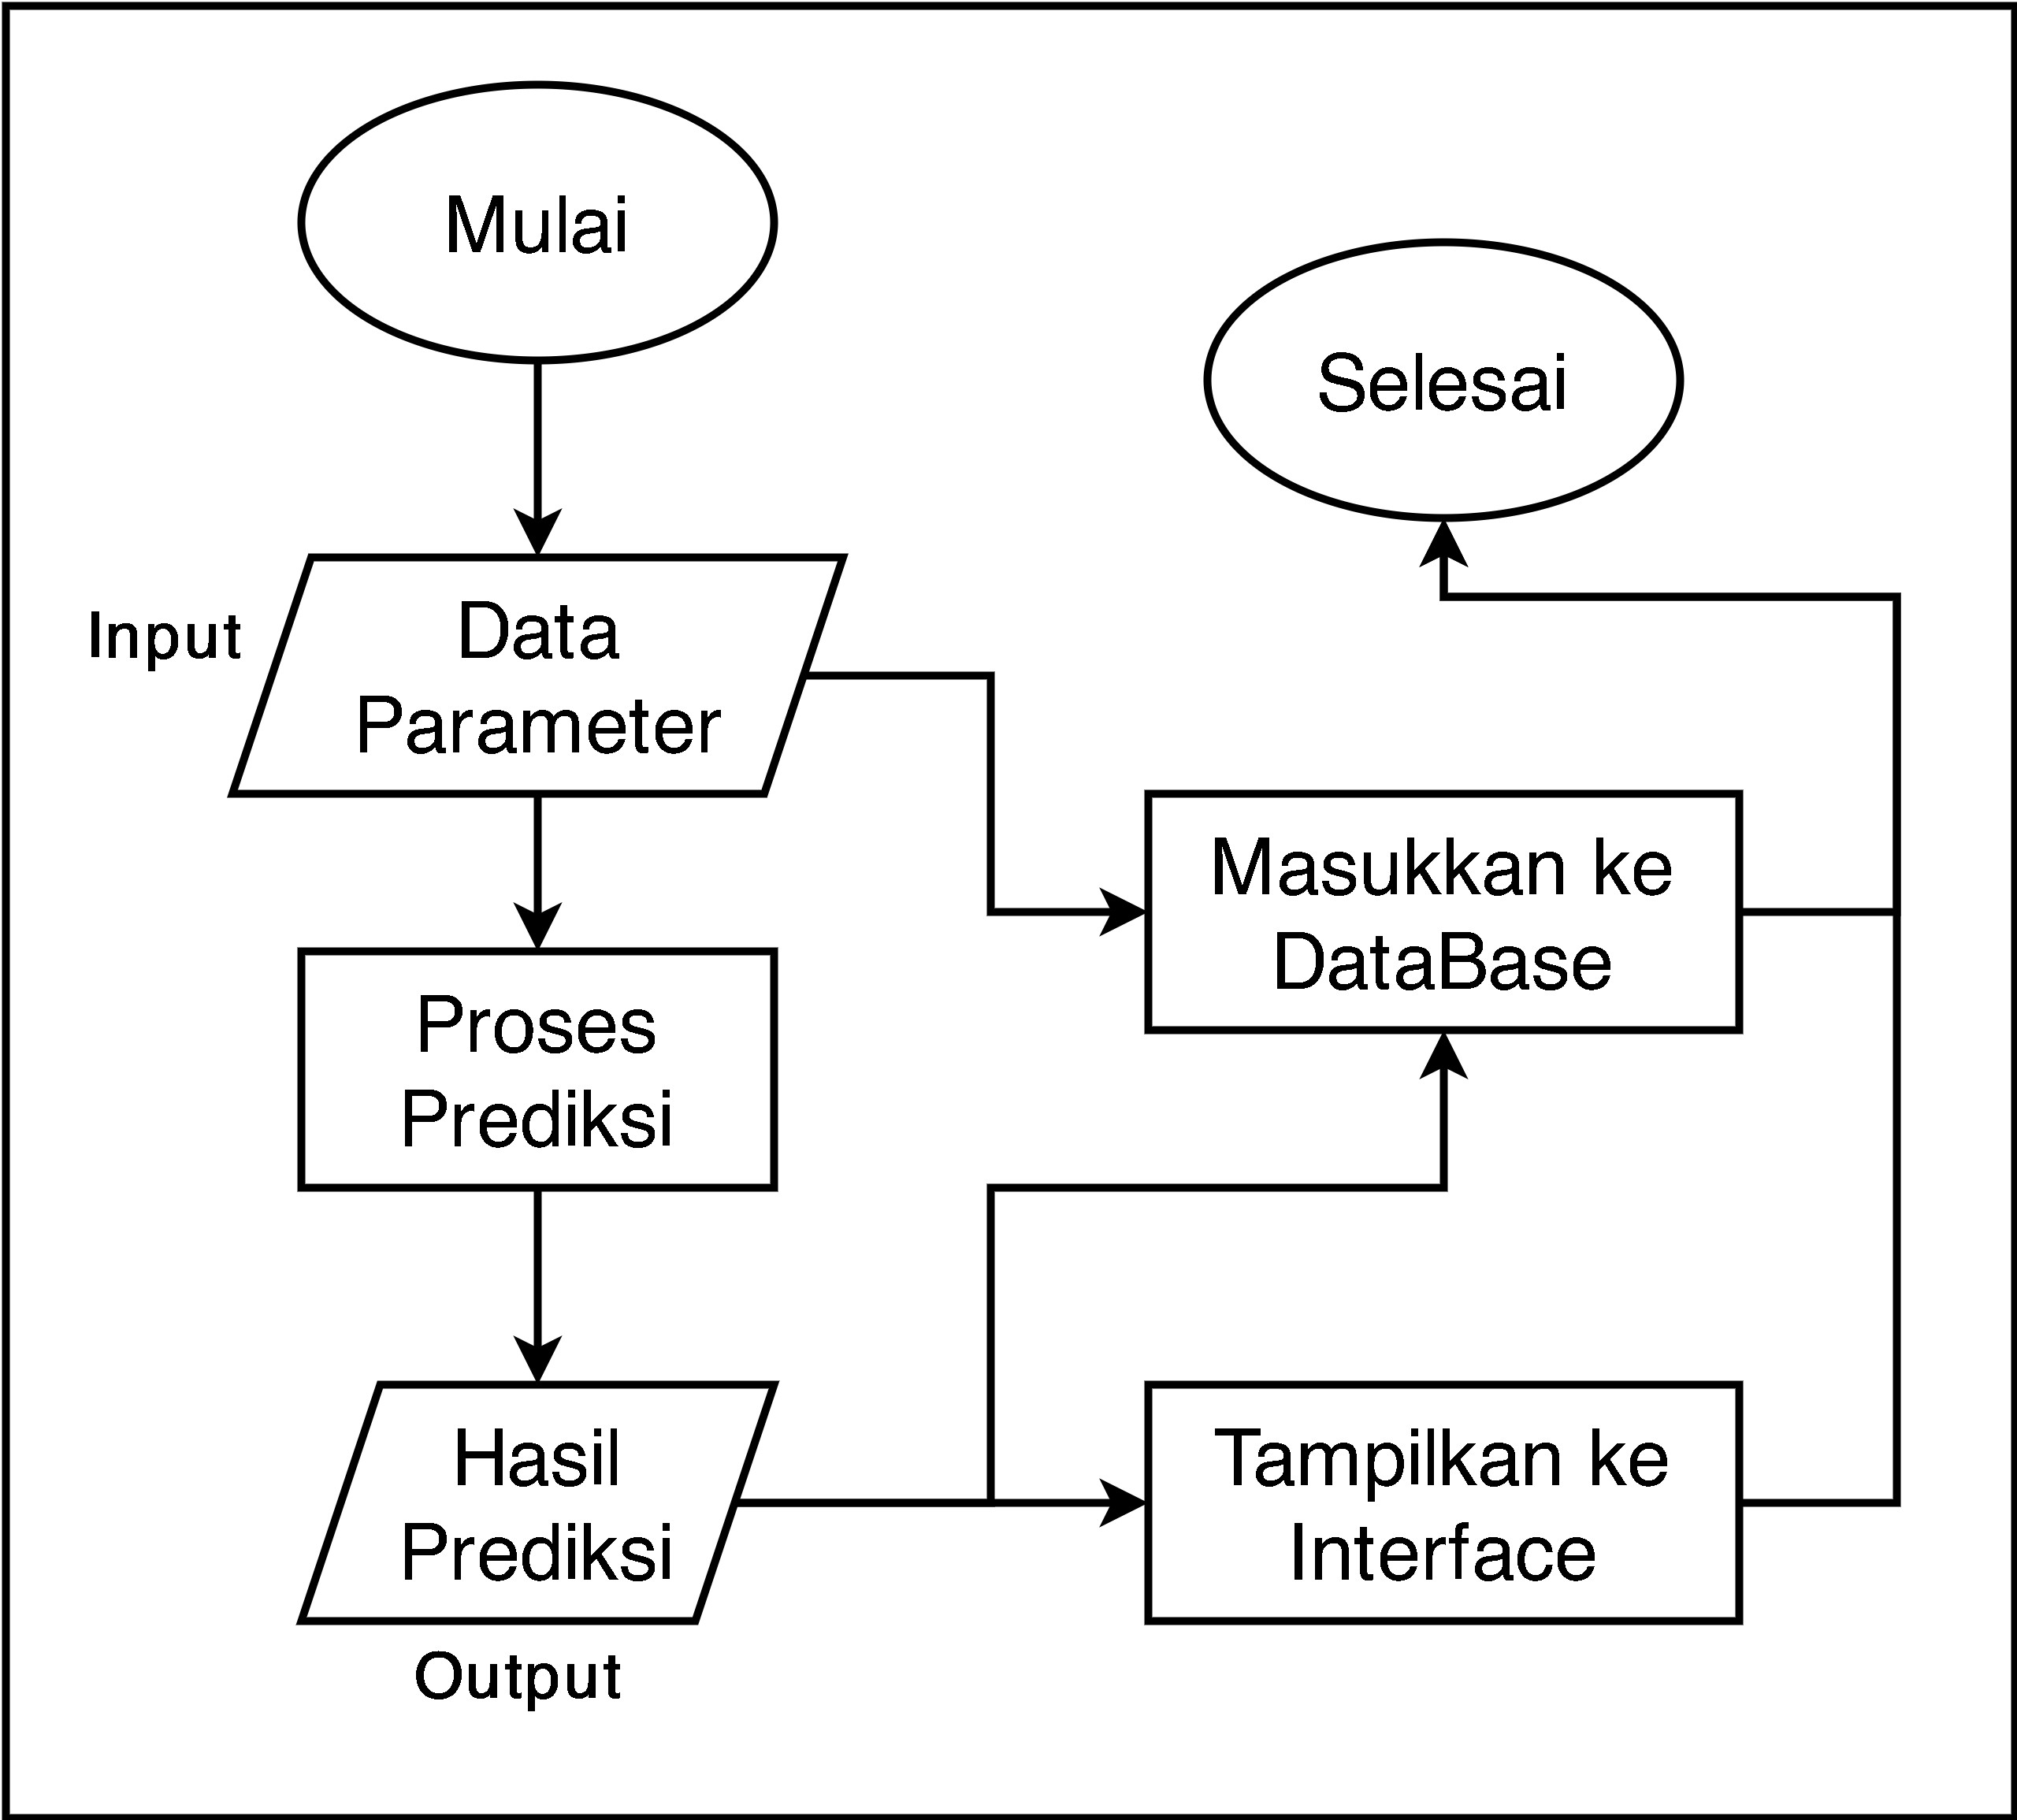 Mulai
Selesai
Input
Data
Parameter
Masukkan ke
DataBase
Proses
Prediksi
Hasil
Prediksi
Output
Tampilkan ke
Interface